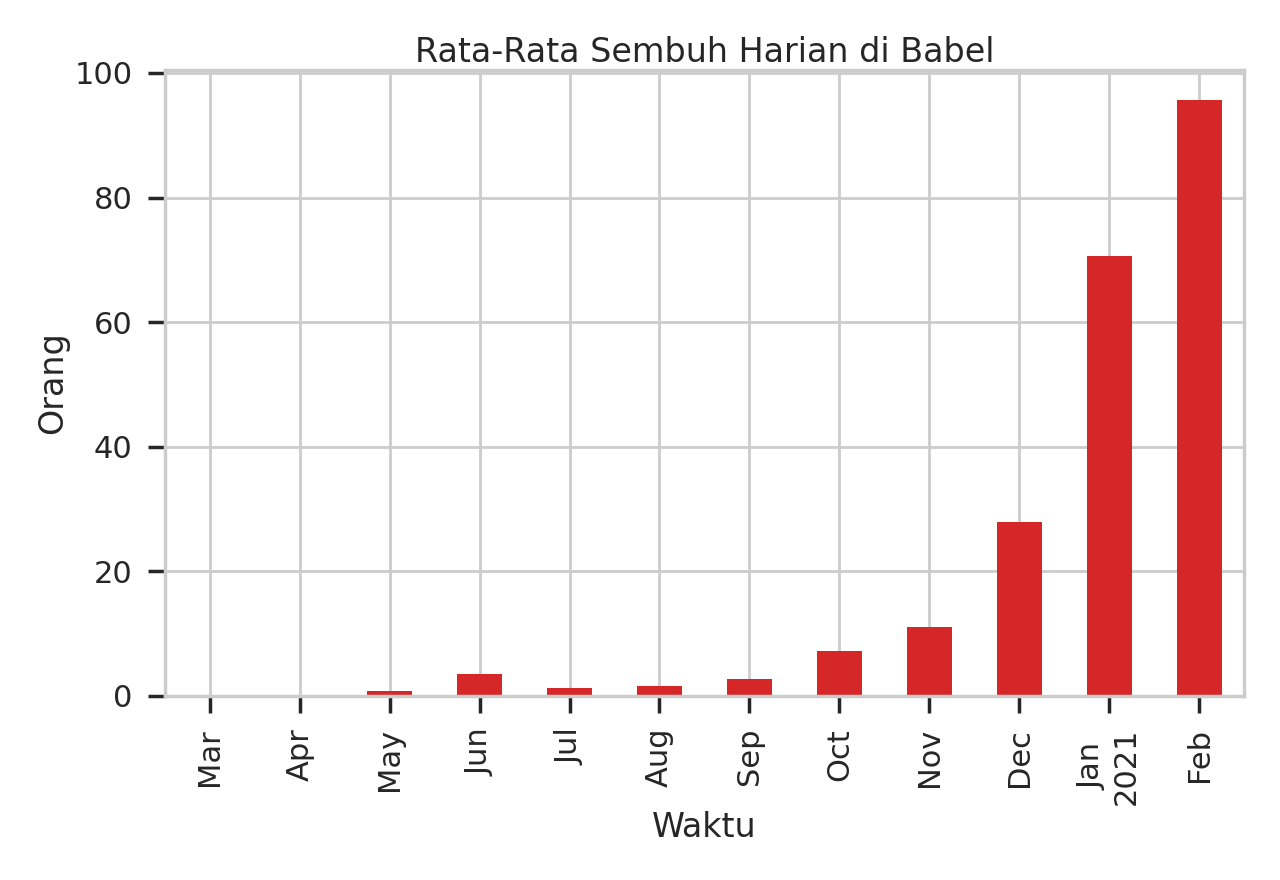 Rata-Rata Sembuh Harian di Babel
100
80
60
40
20
0
Orang
Mar
Apr
May
Jun
Jul
Aug
Sep
Oct
Nov
Dec
Jan
2021
Feb
Waktu